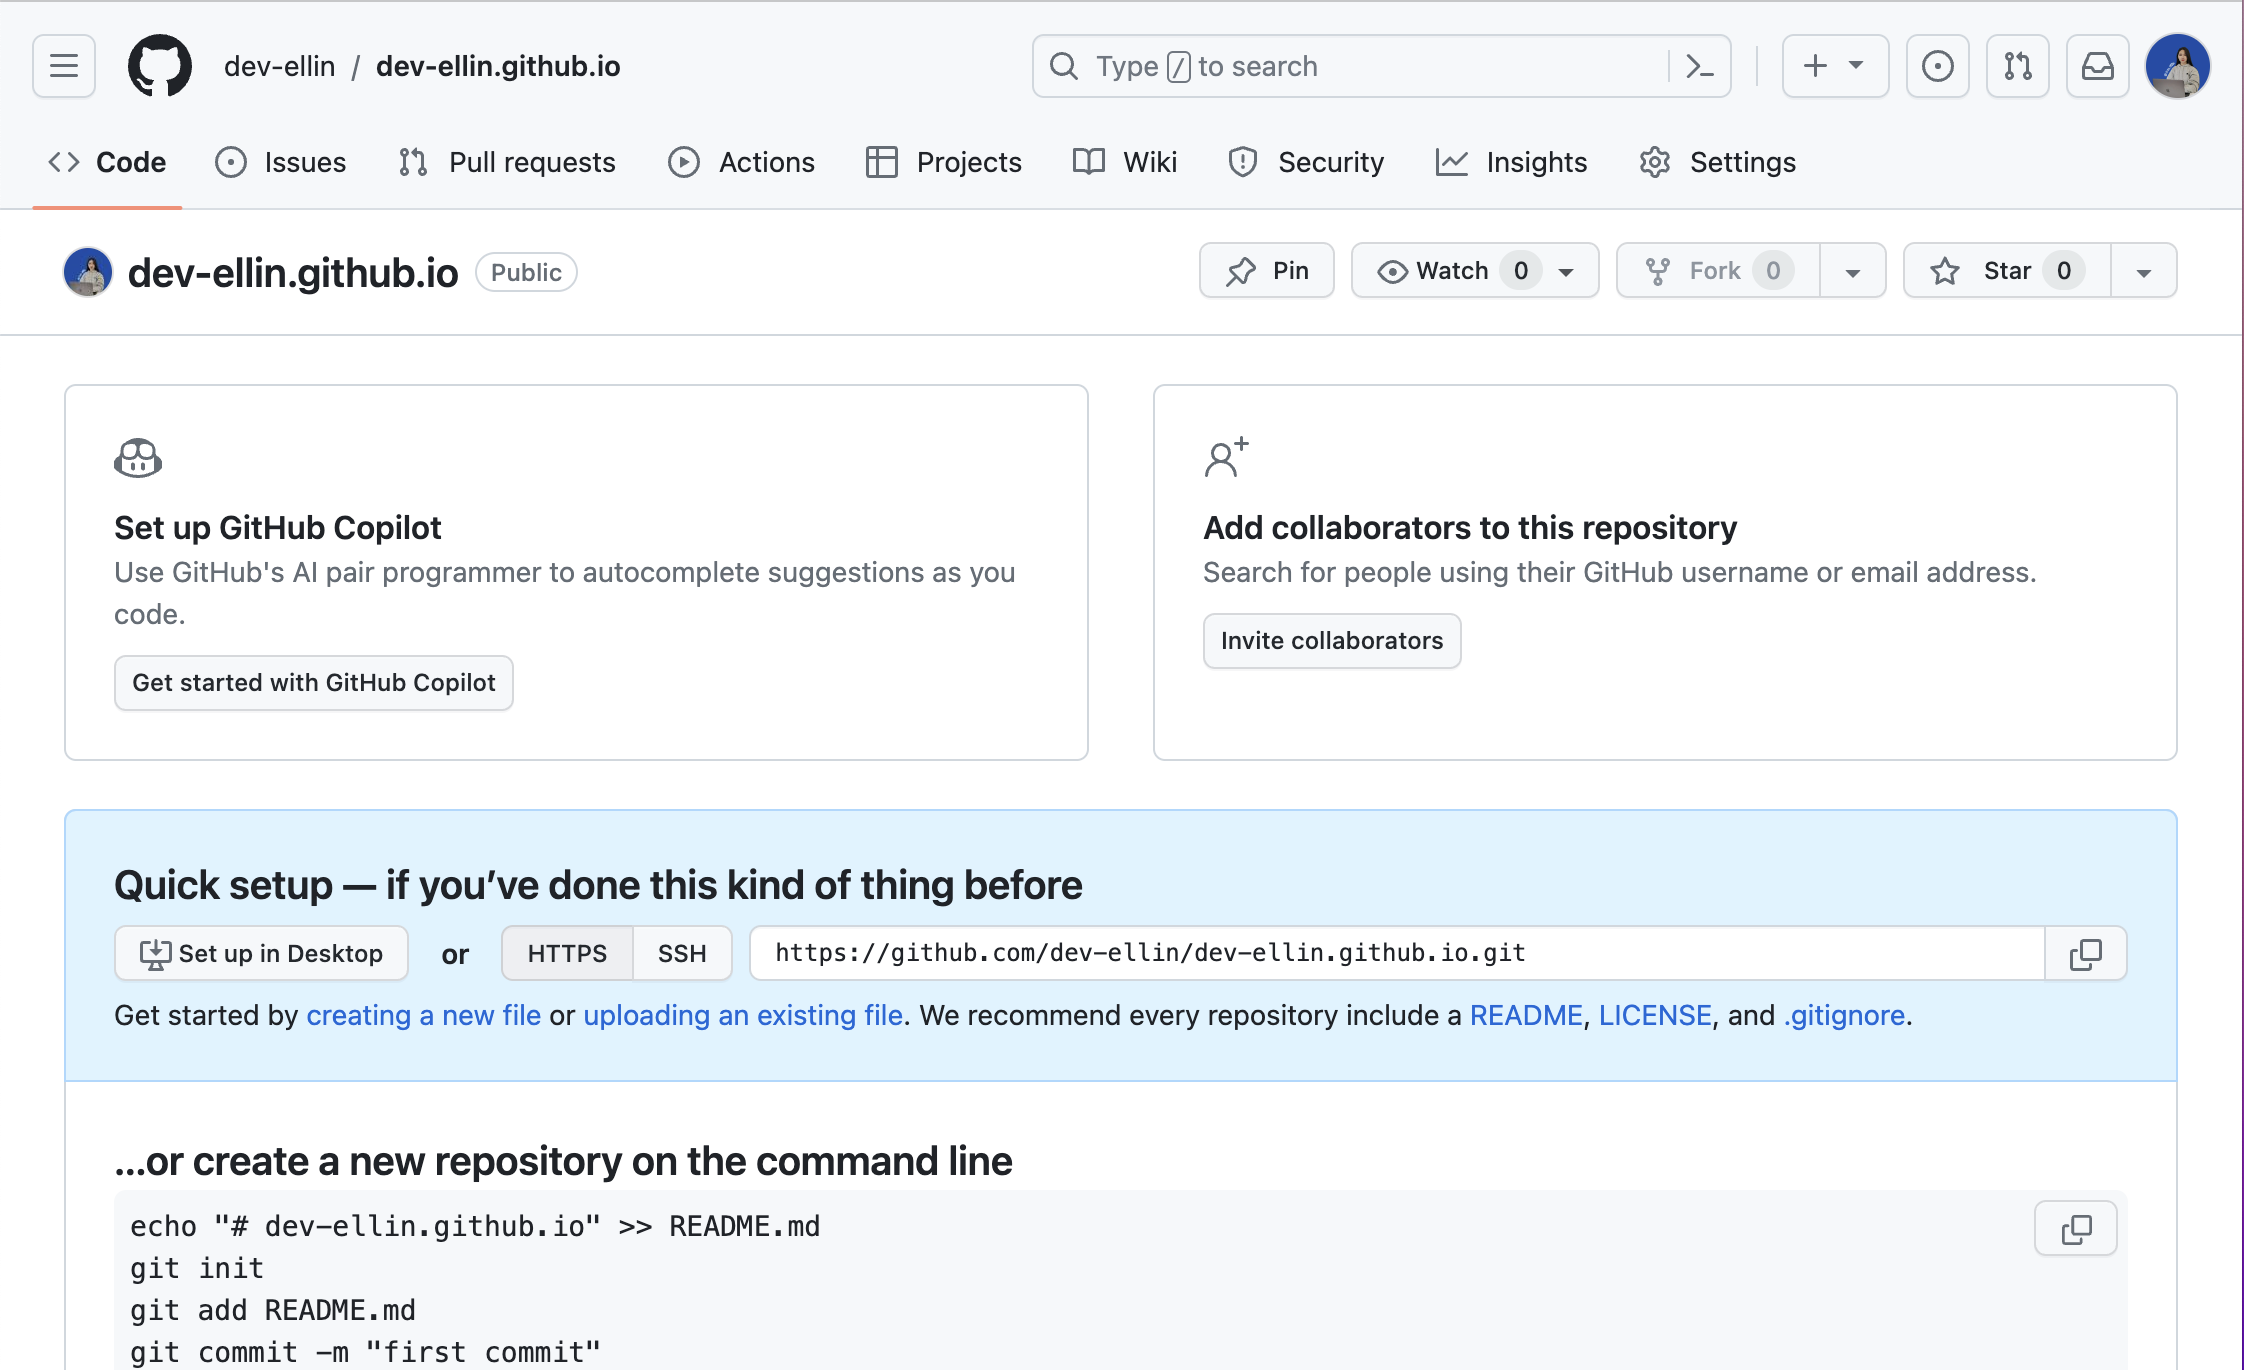 dev-ellin / dev-ellin.github.io
Type / to search
Code Issues Pull requests Actions Projects Wiki Security Insights Settings
dev-ellin.github.io Public
Pin Watch 0 Fork 0 Star 0
Set up GitHub Copilot
Use GitHub's AI pair programmer to autocomplete suggestions as you
code.
Get started with GitHub Copilot
Add collaborators to this repository
Search for people using their GitHub username or email address.
Invite collaborators
Quick setup — if you’ve done this kind of thing before
Set up in Desktop or HTTPS SSH https://github.com/dev-ellin/dev-ellin.github.io.git
Get started by creating a new file or uploading an existing file. We recommend every repository include a README, LICENSE, and .gitignore.
...or create a new repository on the command line
echo "# dev-ellin.github.io" >> README.md
git init
git add README.md
git commit -m "first commit"